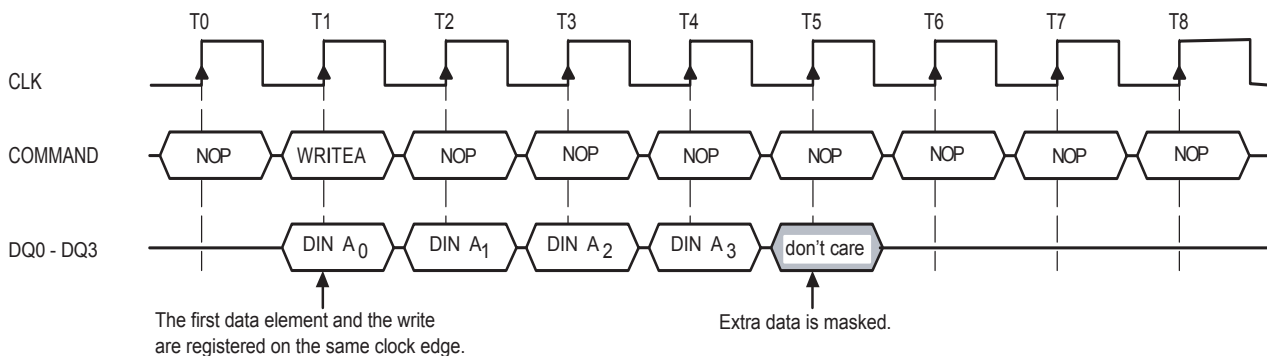 T0 T1 T2 T3 T4 T5 T6 T7 T8
CLK
COMMAND NOP WRITEA NOP NOP NOP NOP NOP NOP NOP
DQ0 - DQ3 DIN A0 DIN A1 DIN A2 DIN A3 don't care
The first data element and the write
are registered on the same clock edge.
Extra data is masked.